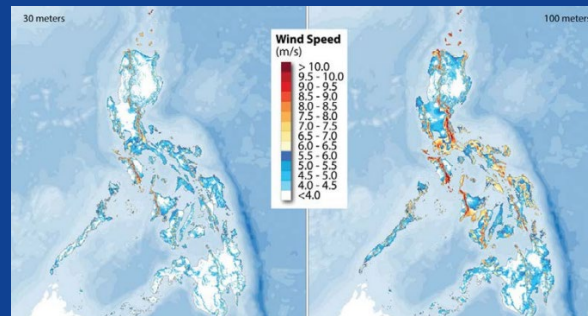 30 meters
Wind Speed
(m/s)
> 10.0
9.5 - 10.0
9.0 - 9.5
8.5 - 9.0
8.0 - 8.5
7.5 - 8.0
7.0 - 7.5
6.5 - 7.0
6.0 - 6.5
5.5 - 6.0
5.0 - 5.5
4.5 - 5.0
4.0 - 4.5
<4.0
100 meters